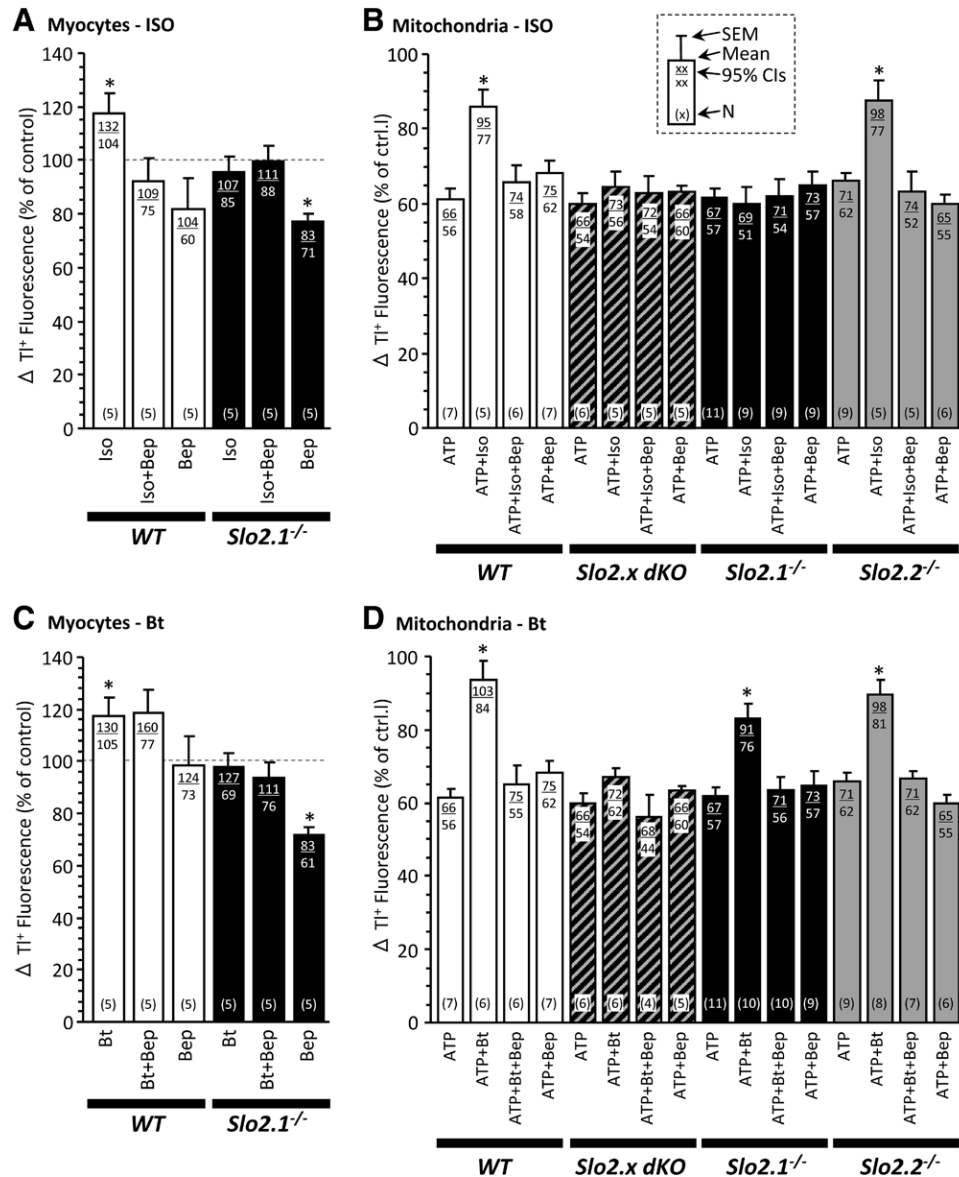 A Myocytes - ISO
Δ Tl⁺ Fluorescence (% of control)
140
120
100
80
60
40
20
0
*
132
104
109
75
104
60
107
85
111
88
*
83
71
(5) (5) (5) (5) (5) (5)
Iso
Iso+Bep
Bep
Iso
Iso+Bep
Bep
WT
Slo2.1⁻/⁻
B Mitochondria - ISO
Δ Tl⁺ Fluorescence (% of ctrl.l)
100
80
60
40
20
0
SEM
Mean
95% CIs
N
xx
xx
(x)
66
56
*
95
77
74
58
75
62
66
54
73
56
72
54
66
60
67
57
69
51
71
54
73
57
71
62
*
98
77
74
52
65
55
(7) (5) (6) (7) (6) (5) (5) (5) (11) (9) (9) (9) (9) (5) (5) (6)
ATP
ATP+Iso
ATP+Iso+Bep
ATP+Bep
ATP
ATP+Iso
ATP+Iso+Bep
ATP+Bep
ATP
ATP+Iso
ATP+Iso+Bep
ATP+Bep
ATP
ATP+Iso
ATP+Iso+Bep
ATP+Bep
WT
Slo2.x dKO
Slo2.1⁻/⁻
Slo2.2⁻/⁻
C Myocytes - Bt
Δ Tl⁺ Fluorescence (% of control)
140
120
100
80
60
40
20
0
*
130
105
160
77
124
73
127
69
111
76
*
83
61
(5) (5) (5) (5) (5) (5)
Bt
Bt+Bep
Bep
Bt
Bt+Bep
Bep
WT
Slo2.1⁻/⁻
D Mitochondria - Bt
Δ Tl⁺ Fluorescence (% of ctrl.l)
100
80
60
40
20
0
66
56
*
103
84
75
55
75
62
66
54
72
62
68
44
66
60
67
57
*
91
76
71
56
73
57
71
62
*
98
81
71
62
65
55
(7) (6) (6) (7) (6) (6) (4) (5) (11) (10) (10) (9) (9) (8) (7) (6)
ATP
ATP+Bt
ATP+Bt+Bep
ATP+Bep
ATP
ATP+Bt
ATP+Bt+Bep
ATP+Bep
ATP
ATP+Bt
ATP+Bt+Bep
ATP+Bep
ATP
ATP+Bt
ATP+Bt+Bep
ATP+Bep
WT
Slo2.x dKO
Slo2.1⁻/⁻
Slo2.2⁻/⁻